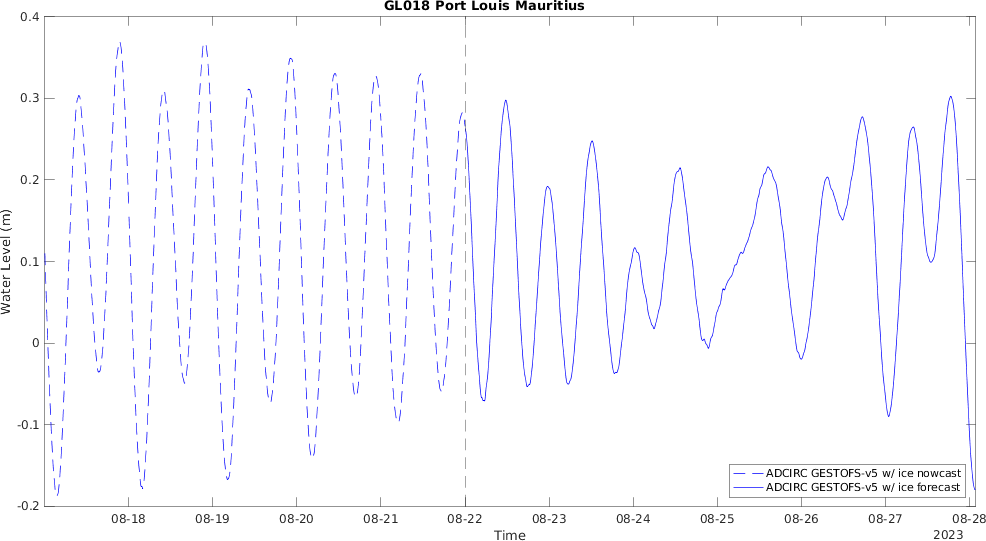 GL018 Port Louis Mauritius
0.4
0.3
0.2
0.1
0
-0.1
-0.2
Water Level (m)
ADCIRC GESTOFS-v5 w/ ice nowcast
ADCIRC GESTOFS-v5 w/ ice forecast
08-18 08-19 08-20 08-21 08-22 08-23 08-24 08-25 08-26 08-27 08-28
Time
2023